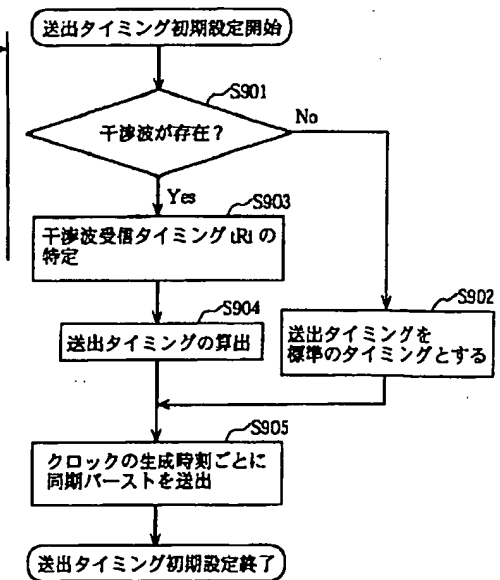 送出タイミング初期設定開始
S901
干渉波が存在？
No
Yes
S903
干渉波受信タイミング tRi の
特定
S902
送出タイミングを
標準のタイミングとする
S904
送出タイミングの算出
S905
クロックの生成時刻ごとに
同期バーストを送出
送出タイミング初期設定終了